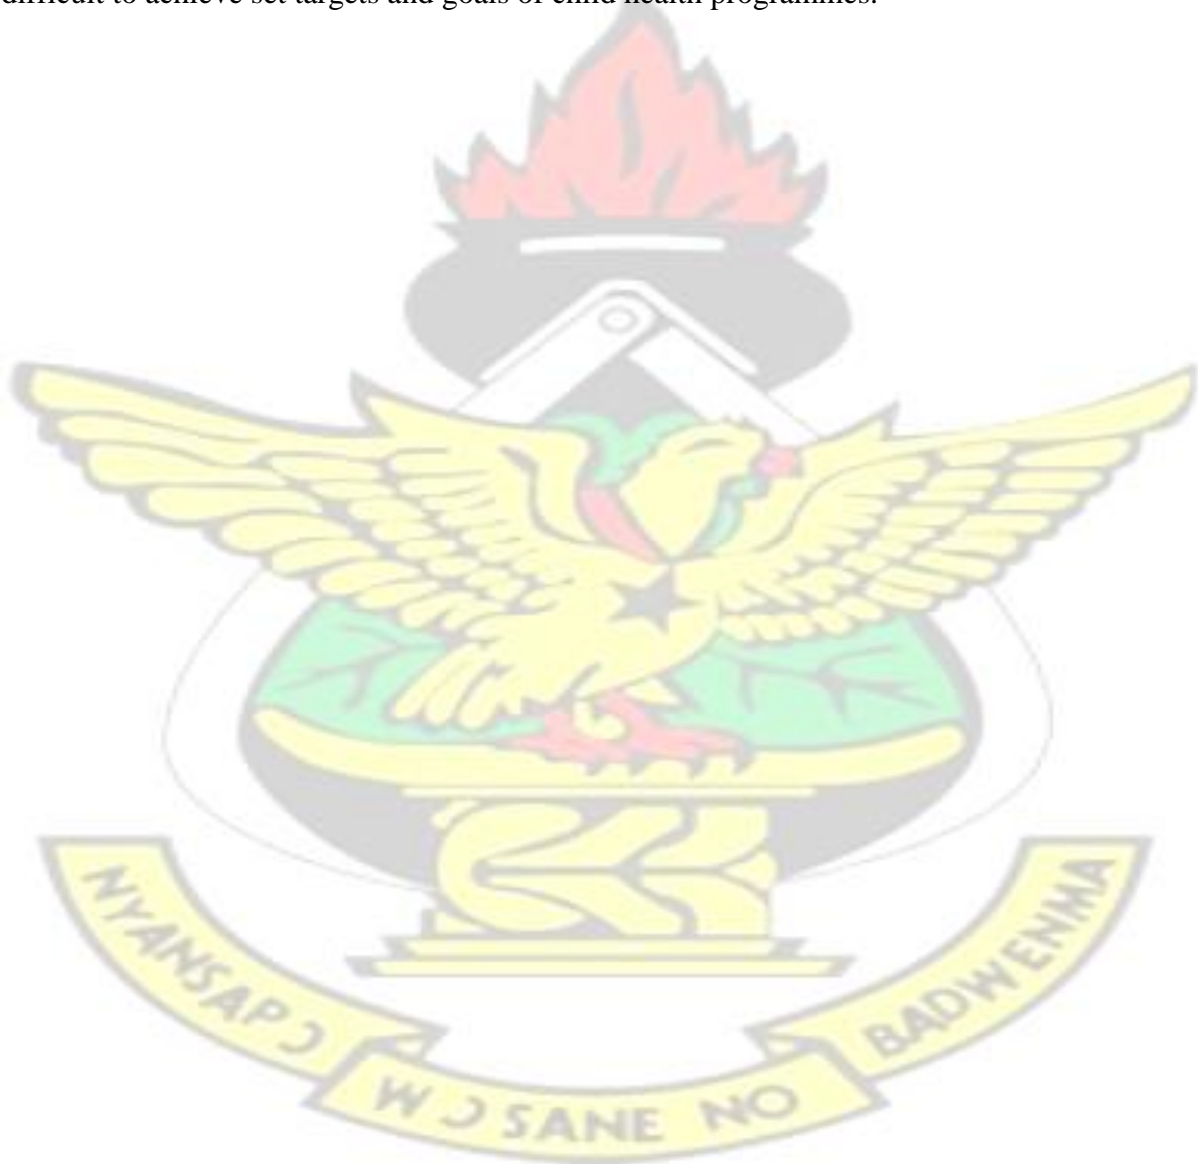 difficult to achieve set targets and goals of child health programmes.
NYANSAPƆ
WƆSANE NO
BADWENMA